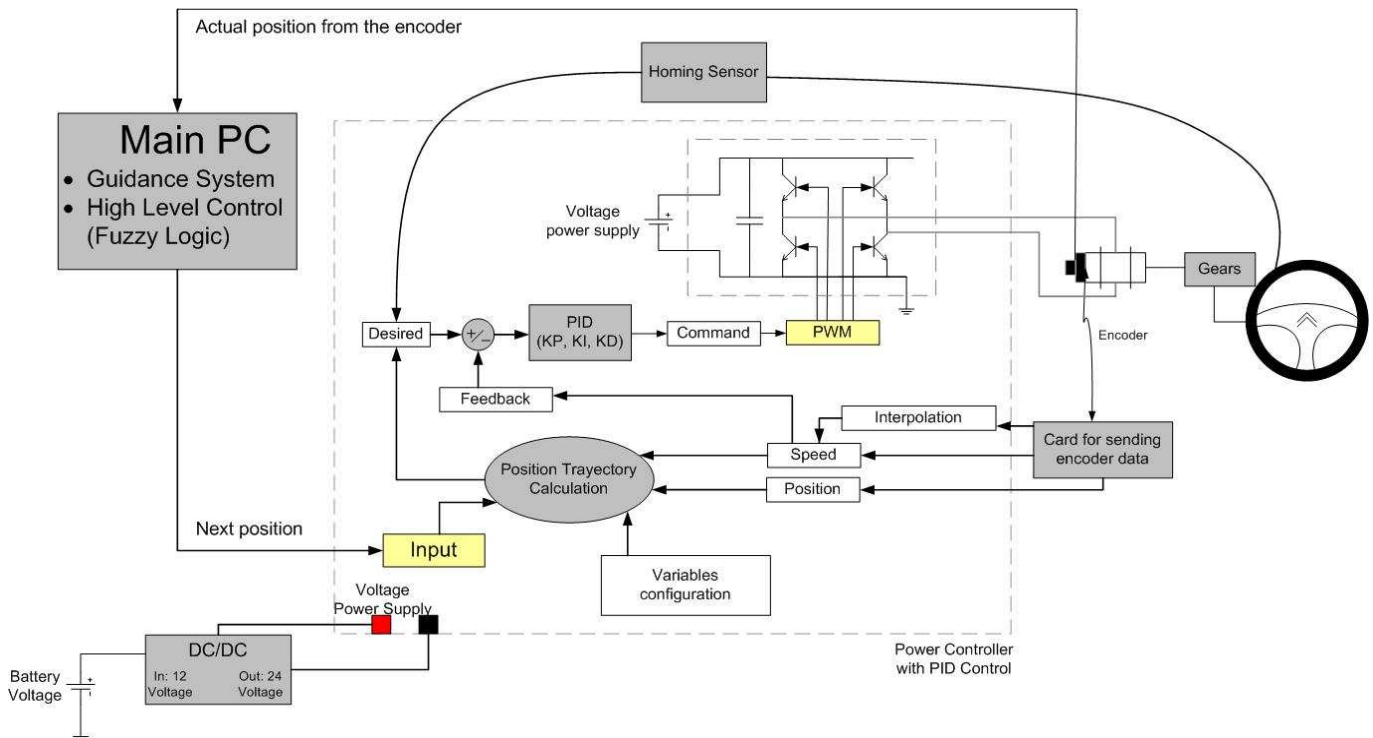 Actual position from the encoder
Homing Sensor
Main PC
• Guidance System
• High Level Control
(Fuzzy Logic)
Voltage
power supply
+
-
Gears
Desired
+/-
PID
(KP, KI, KD)
Command
PWM
Encoder
Feedback
Interpolation
Speed
Card for sending
encoder data
Position Trayectory
Calculation
Position
Next position
Input
Variables
configuration
Voltage
Power Supply
Power Controller
with PID Control
DC/DC
In: 12
Voltage
Out: 24
Voltage
Battery
Voltage
+
-